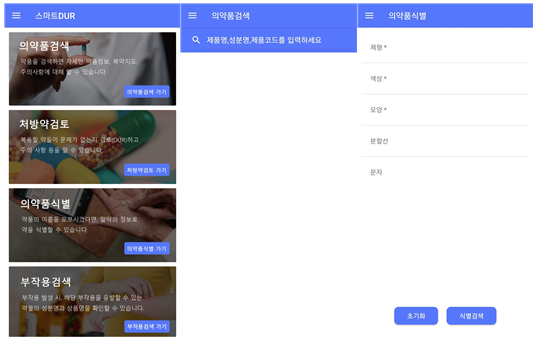 스마트DUR
의약품검색
약품을 검색하면 자세한 약품정보, 복약지도,
주의사항에 대해 알 수 있습니다.
의약품검색 가기
처방약검토
복용할 약들이 문제가 없는지 검토(DUR)하고
주의 사항 등을 알 수 있습니다.
처방약검토 가기
의약품식별
약품의 이름을 모르시겠다면, 알약의 정보로
약을 식별할 수 있습니다.
의약품식별 가기
부작용검색
부작용 발생 시, 해당 부작용을 유발할 수 있는
약물의 성분명과 상품명을 확인할 수 있습니다.
부작용검색 가기
의약품검색
제품명,성분명,제품코드를 입력하세요
의약품식별
제형 *
색상 *
모양 *
분할선
문자
초기화
식별검색